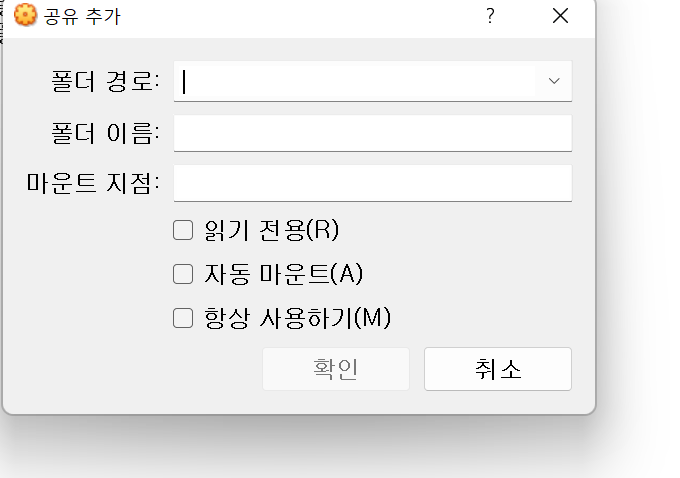 공유 추가
폴더 경로:
폴더 이름:
마운트 지점:
읽기 전용(R)
자동 마운트(A)
항상 사용하기(M)
확인 취소